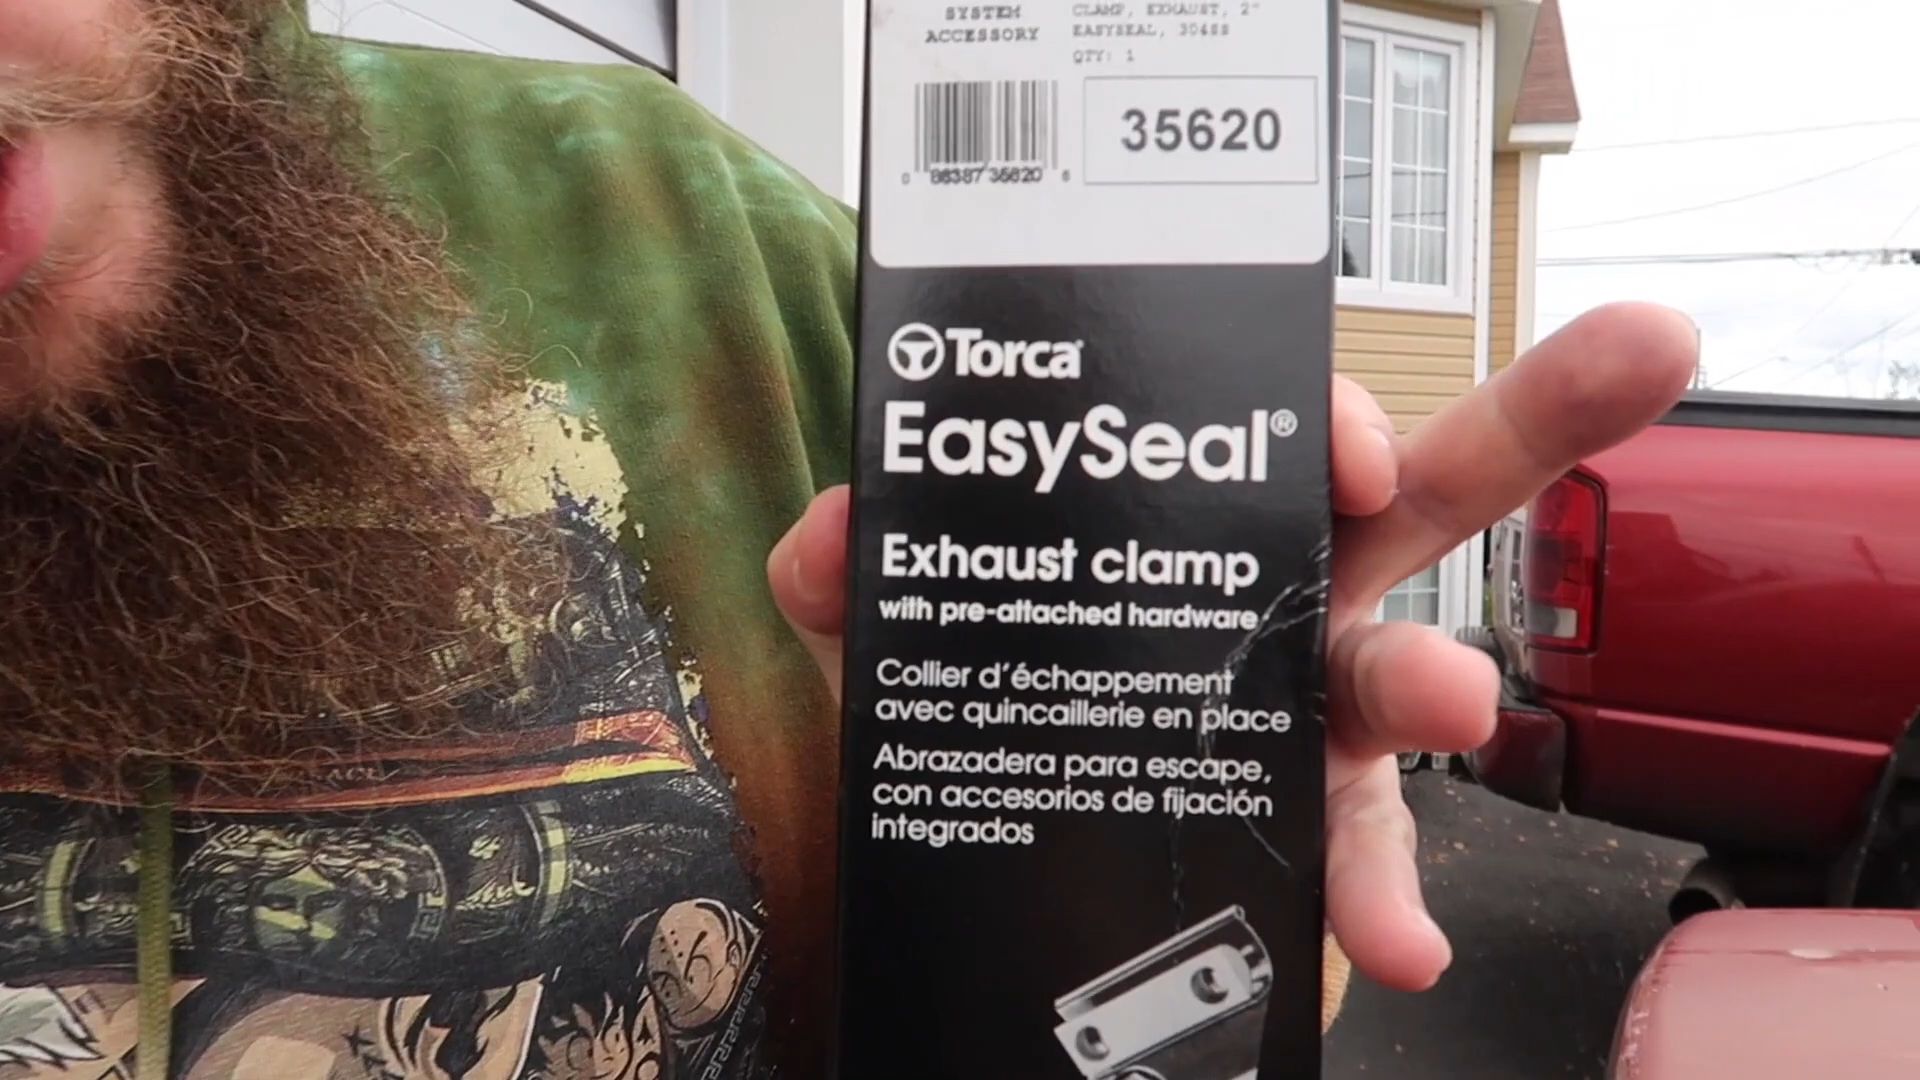 SYSTEM
ACCESSORY
CLAMP, EXHAUST, 2"
EASYSEAL, 304SS
QTY: 1
35620
0 86387 35620 6
Torca
EasySeal®
Exhaust clamp
with pre-attached hardware
Collier d'échappement
avec quincaillerie en place
Abrazadera para escape,
con accesorios de fijación
integrados